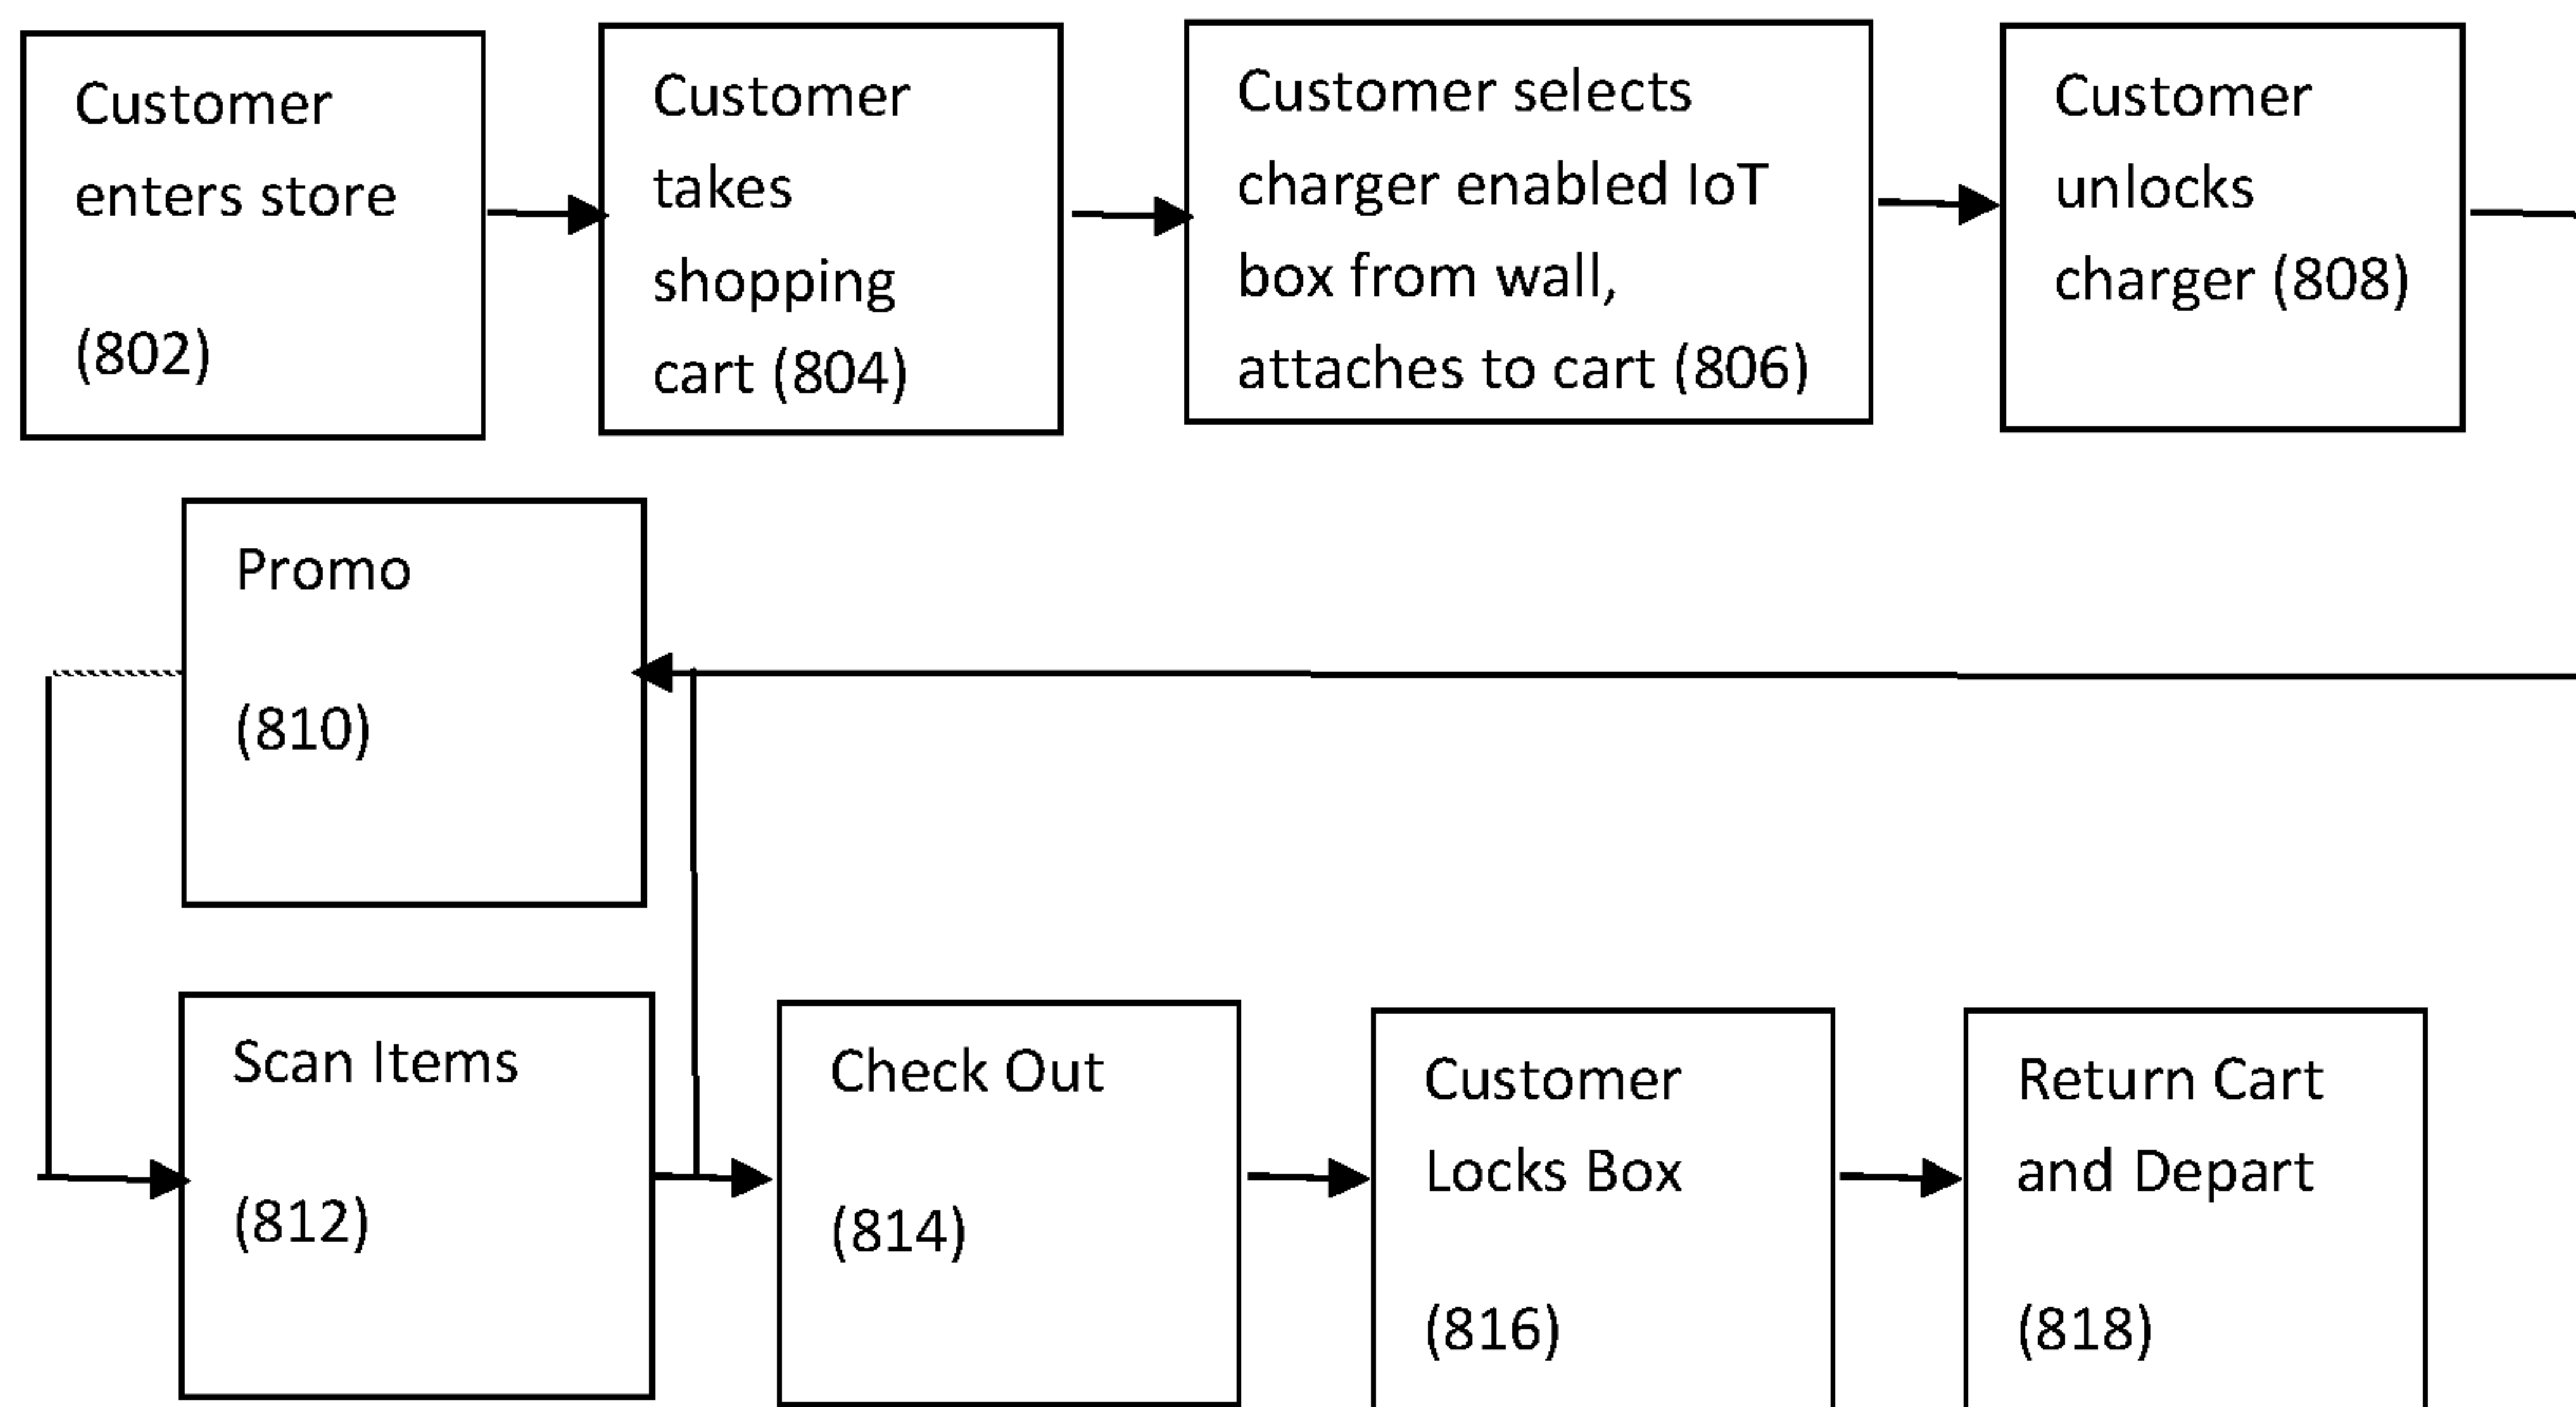 Customer
enters store
(802)
Customer
takes
shopping
cart (804)
Customer selects
charger enabled IoT
box from wall,
attaches to cart (806)
Customer
unlocks
charger (808)
Promo
(810)
Scan Items
(812)
Check Out
(814)
Customer
Locks Box
(816)
Return Cart
and Depart
(818)